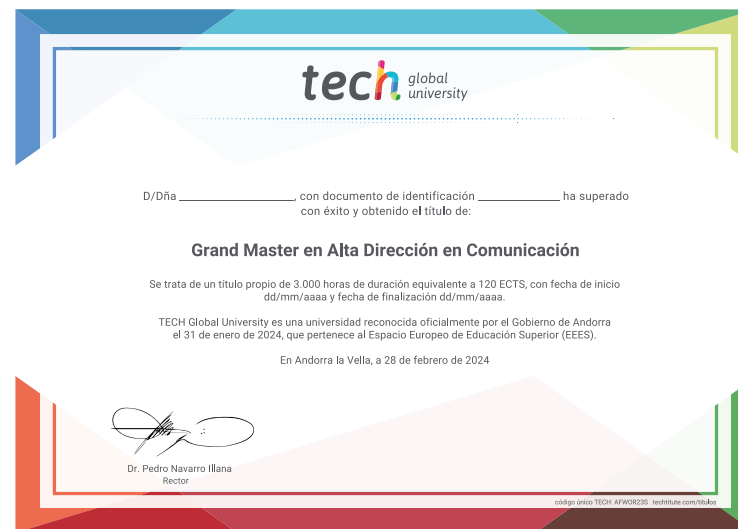 tech global university
D/Dña ____________________, con documento de identificación ______________ ha superado
con éxito y obtenido el título de:
Grand Master en Alta Dirección en Comunicación
Se trata de un título propio de 3.000 horas de duración equivalente a 120 ECTS, con fecha de inicio
dd/mm/aaaa y fecha de finalización dd/mm/aaaa.
TECH Global University es una universidad reconocida oficialmente por el Gobierno de Andorra
el 31 de enero de 2024, que pertenece al Espacio Europeo de Educación Superior (EEES).
En Andorra la Vella, a 28 de febrero de 2024
Dr. Pedro Navarro Illana
Rector
código único TECH: AFWOR23S techtitute.com/titulos